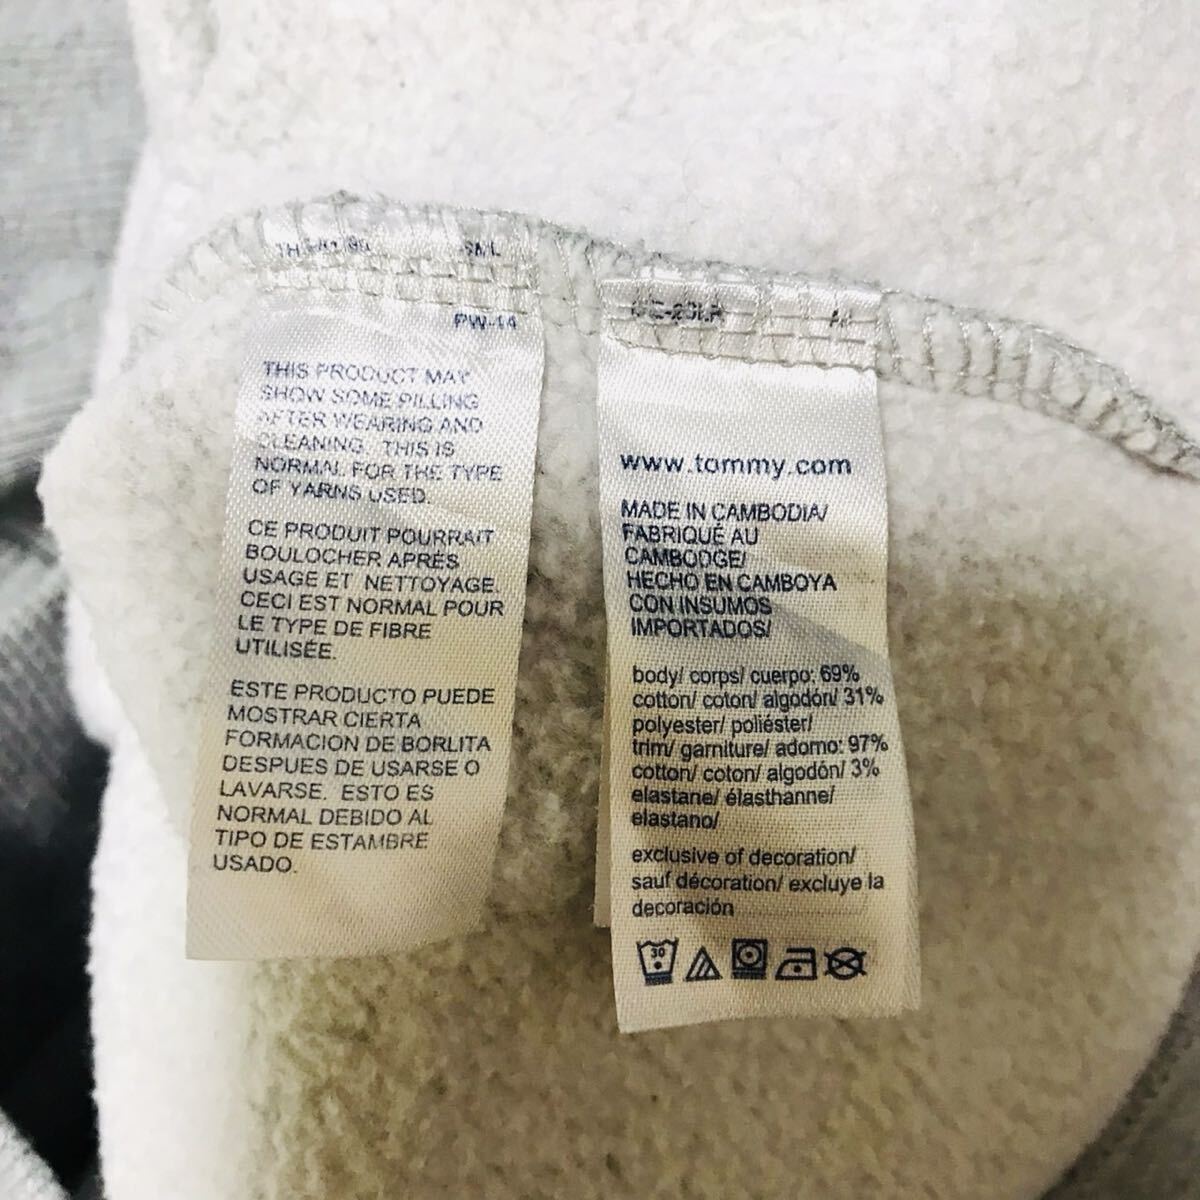 PW-14
THIS PRODUCT MAY
SHOW SOME PILLING
AFTER WEARING AND
CLEANING. THIS IS
NORMAL FOR THE TYPE
OF YARNS USED.
CE PRODUIT POURRAIT
BOULOCHER APRÈS
USAGE ET NETTOYAGE.
CECI EST NORMAL POUR
LE TYPE DE FIBRE
UTILISÉE.
ESTE PRODUCTO PUEDE
MOSTRAR CIERTA
FORMACION DE BORLITA
DESPUES DE USARSE O
LAVARSE. ESTO ES
NORMAL DEBIDO AL
TIPO DE ESTAMBRE
USADO.
www.tommy.com
MADE IN CAMBODIA/
FABRIQUÉ AU
CAMBODGE/
HECHO EN CAMBOYA
CON INSUMOS
IMPORTADOS/
body/ corps/ cuerpo: 69%
cotton/ coton/ algodón/ 31%
polyester/ poliéster/
trim/ garniture/ adorno: 97%
cotton/ coton/ algodón/ 3%
elastane/ élasthanne/
elastano/
exclusive of decoration/
sauf décoration/ excluye la
decoración
30